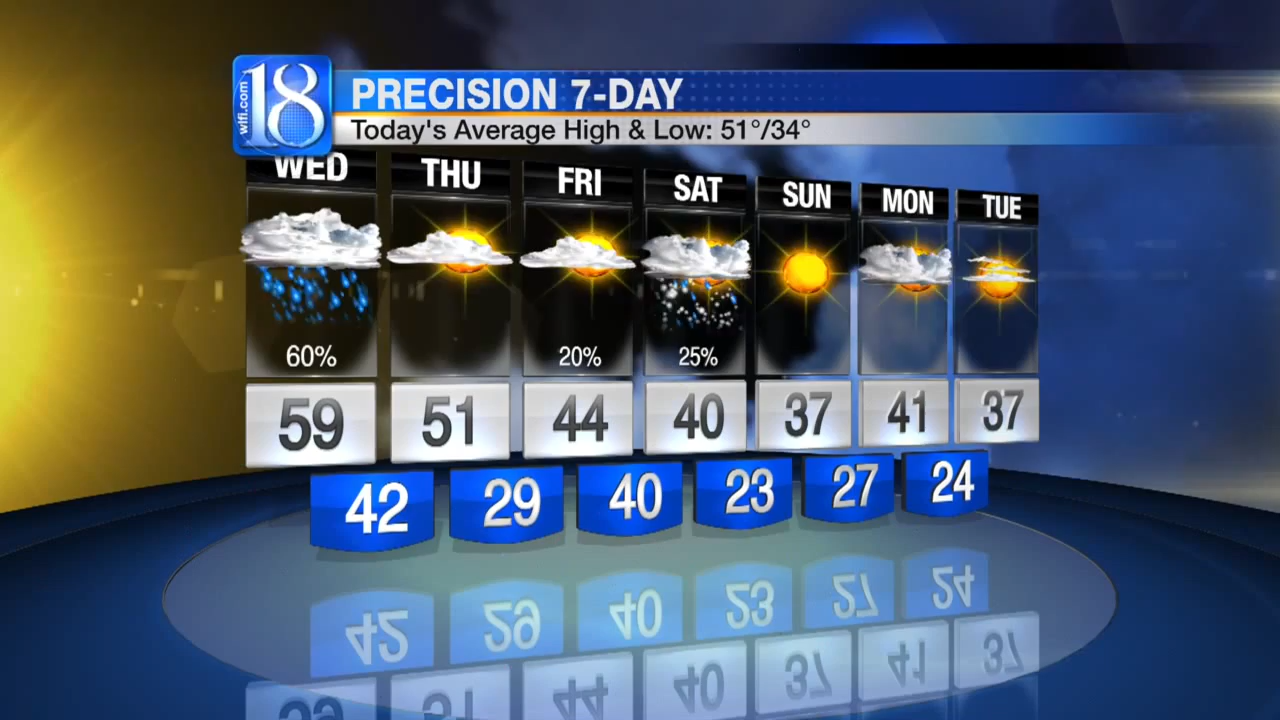 wlfi.com
18
PRECISION 7-DAY
Today's Average High & Low: 51°/34°
WED THU FRI SAT SUN MON TUE
60% 20% 25%
59 51 44 40 37 41 37
42 29 40 23 27 24